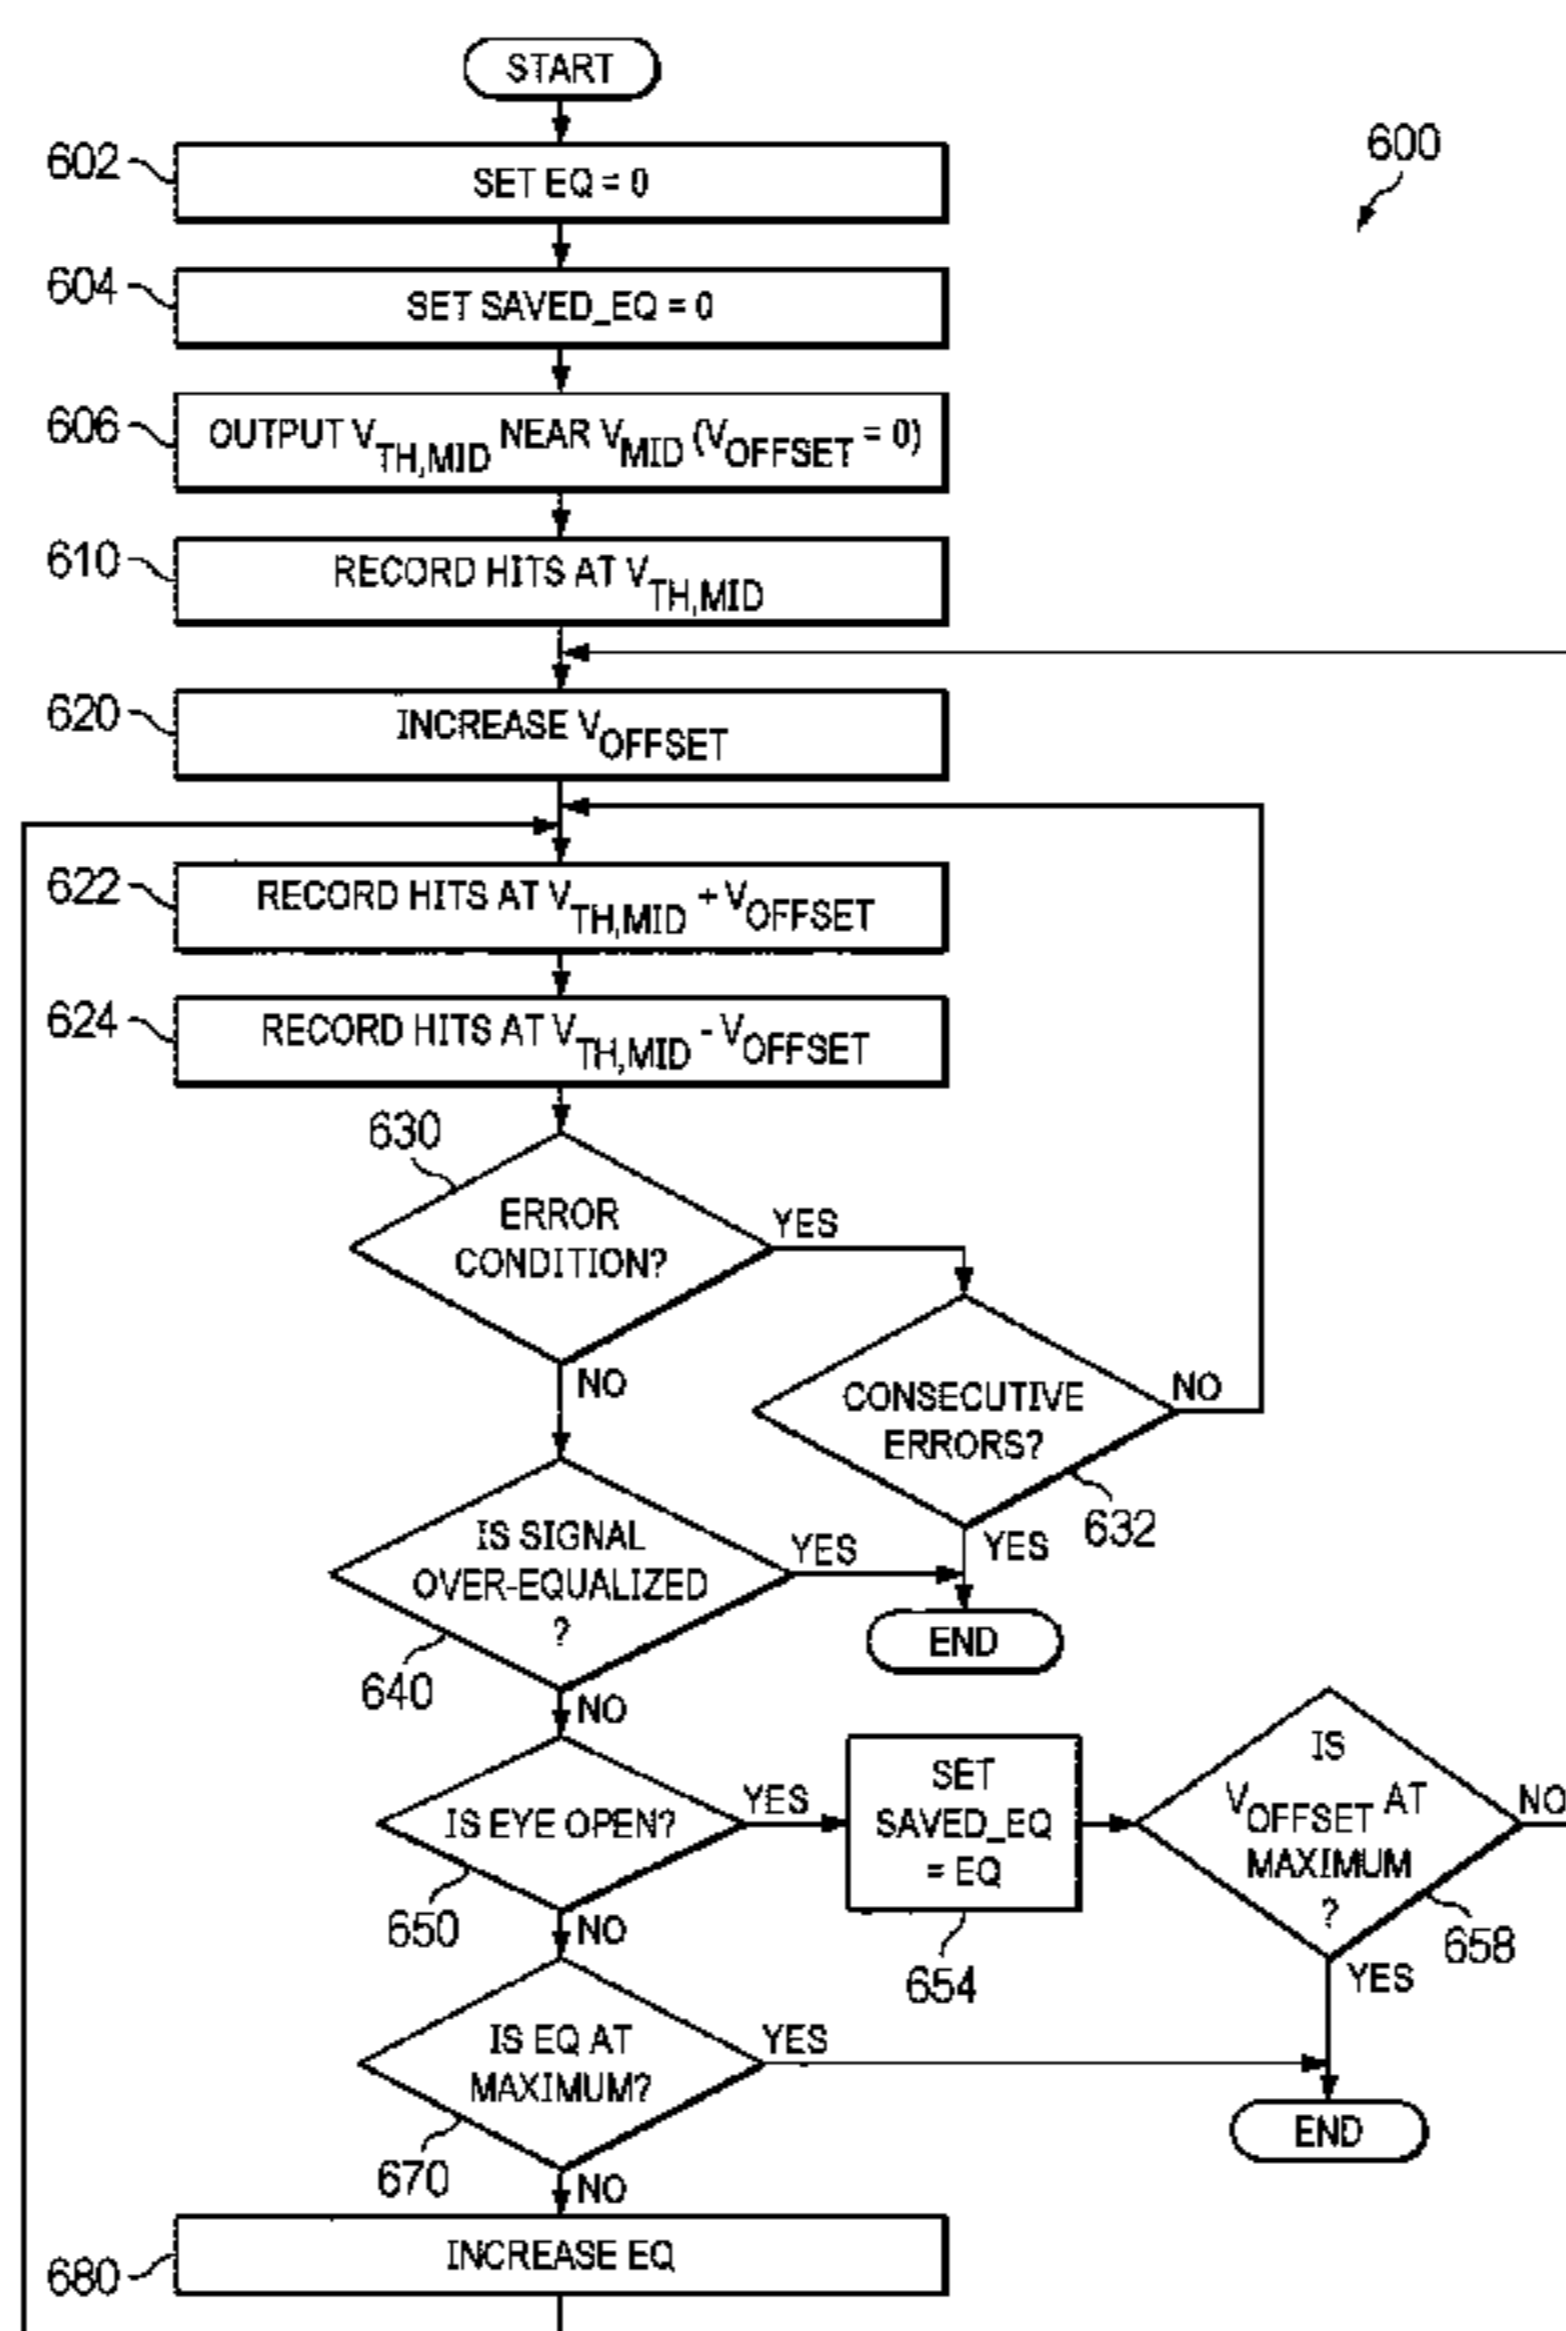 START
600
602
SET EQ = 0
604
SET SAVED_EQ = 0
606
OUTPUT VTH,MID NEAR VMID (VOFFSET = 0)
610
RECORD HITS AT VTH,MID
620
INCREASE VOFFSET
622
RECORD HITS AT VTH,MID + VOFFSET
624
RECORD HITS AT VTH,MID - VOFFSET
630
ERROR
CONDITION?
YES
NO
CONSECUTIVE
ERRORS?
NO
632
YES
IS SIGNAL
OVER-EQUALIZED
?
YES
640
NO
END
IS EYE OPEN?
YES
650
NO
SET
SAVED_EQ
= EQ
654
IS
VOFFSET AT
MAXIMUM
?
NO
658
YES
IS EQ AT
MAXIMUM?
YES
670
NO
END
680
INCREASE EQ